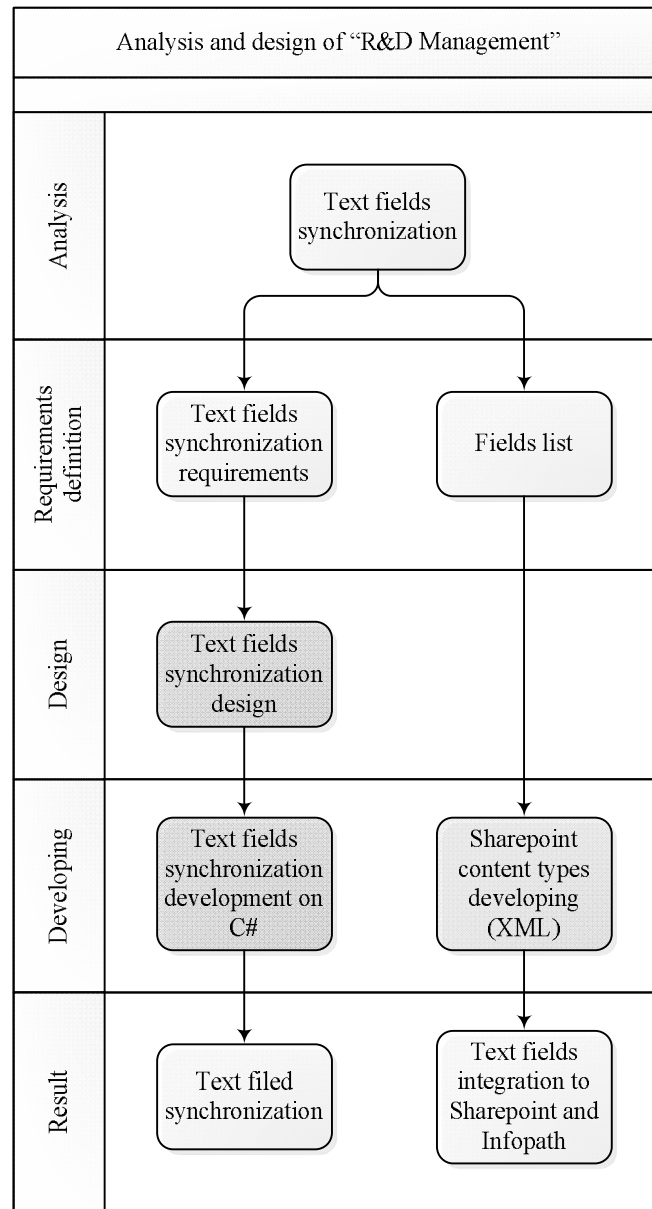 Analysis and design of “R&D Management”
Analysis
Text fields
synchronization
Requirements
definition
Text fields
synchronization
requirements
Fields list
Design
Text fields
synchronization
design
Developing
Text fields
synchronization
development on
C#
Sharepoint
content types
developing
(XML)
Result
Text filed
synchronization
Text fields
integration to
Sharepoint and
Infopath